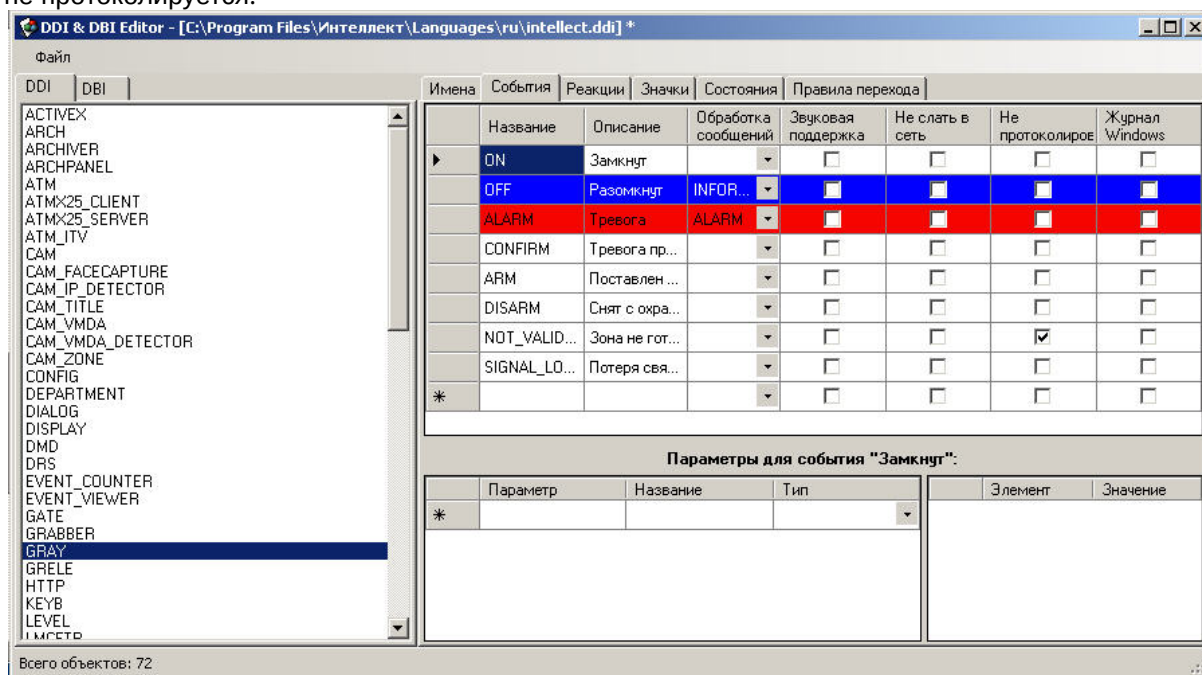 не протоколируется.
DDI & DBI Editor - [C:\Program Files\Интеллект\Languages\ru\intellect.ddi] *
Файл
DDI DBI
ACTIVEX
ARCH
ARCHIVER
ARCHPANEL
ATM
ATMX25_CLIENT
ATMX25_SERVER
ATM_ITV
CAM
CAM_FACECAPTURE
CAM_IP_DETECTOR
CAM_TITLE
CAM_VMDA
CAM_VMDA_DETECTOR
CAM_ZONE
CONFIG
DEPARTMENT
DIALOG
DISPLAY
DMD
DRS
EVENT_COUNTER
EVENT_VIEWER
GATE
GRABBER
GRAY
GRELE
HTTP
KEYB
LEVEL
Имена События Реакции Значки Состояния Правила перехода
Название Описание Обработка сообщений Звуковая поддержка Не слать в сеть Не протоколиров Журнал Windows
ON Замкнут
OFF Разомкнут INFOR...
ALARM Тревога ALARM
CONFIRM Тревога пр...
ARM Поставлен ...
DISARM Снят с охра...
NOT_VALID... Зона не гот...
SIGNAL_LO... Потеря свя...
Параметры для события "Замкнут":
Параметр Название Тип Элемент Значение
Всего объектов: 72